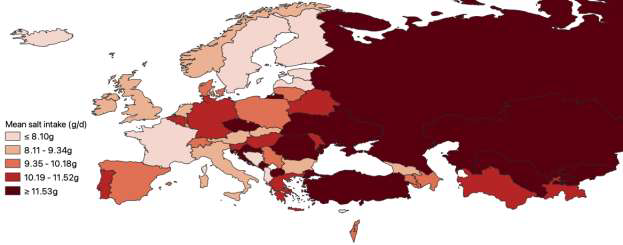 Mean salt intake (g/d)
≤ 8.10g
8.11 - 9.34g
9.35 - 10.18g
10.19 - 11.52g
≥ 11.53g